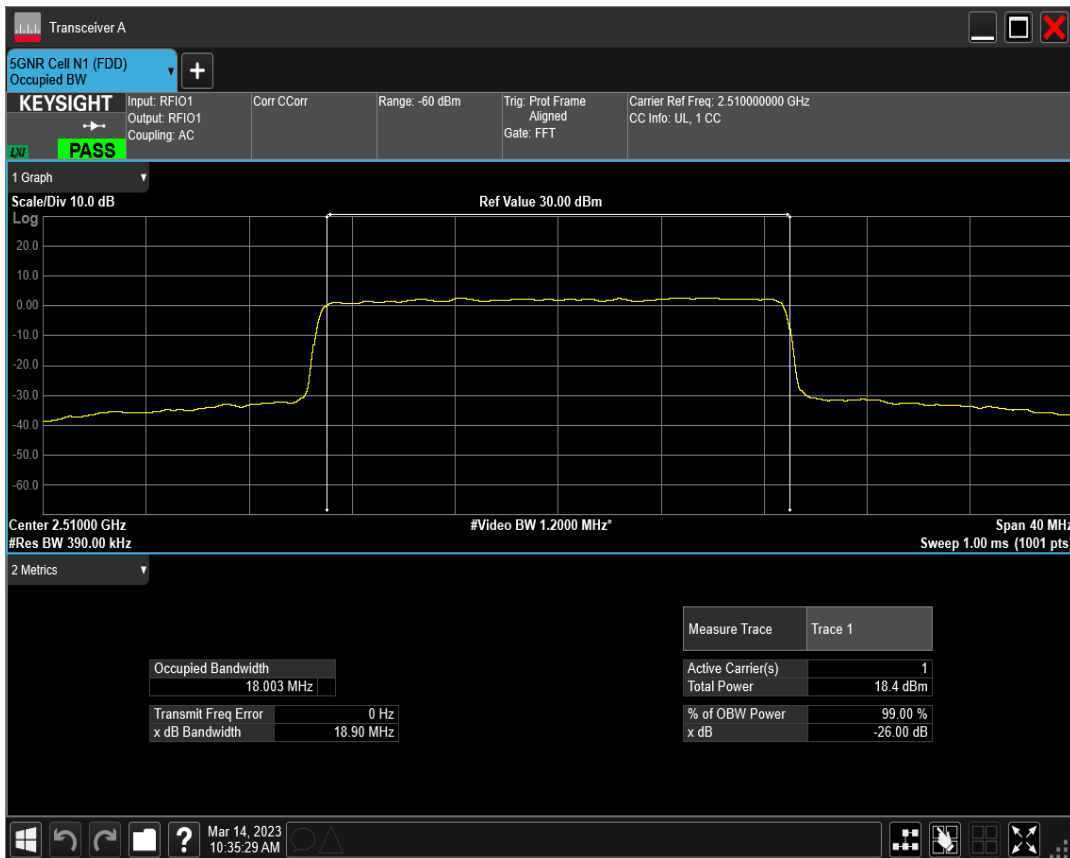 Transceiver A
5GNR Cell N1 (FDD)
Occupied BW
KEYSIGHT
LXI
PASS
Input: RFIO1
Output: RFIO1
Coupling: AC
Corr CCorr
Range: -60 dBm
Trig: Prot Frame
Aligned
Gate: FFT
Carrier Ref Freq: 2.510000000 GHz
CC Info: UL, 1 CC
1 Graph
Scale/Div 10.0 dB
Ref Value 30.00 dBm
Log
20.0
10.0
0.00
-10.0
-20.0
-30.0
-40.0
-50.0
-60.0
Center 2.51000 GHz
#Video BW 1.2000 MHz*
Span 40 MHz
#Res BW 390.00 kHz
Sweep 1.00 ms (1001 pts)
2 Metrics
Measure Trace Trace 1
Occupied Bandwidth
18.003 MHz
Transmit Freq Error 0 Hz
x dB Bandwidth 18.90 MHz
Active Carrier(s) 1
Total Power 18.4 dBm
% of OBW Power 99.00 %
x dB -26.00 dB
?
Mar 14, 2023
10:35:29 AM